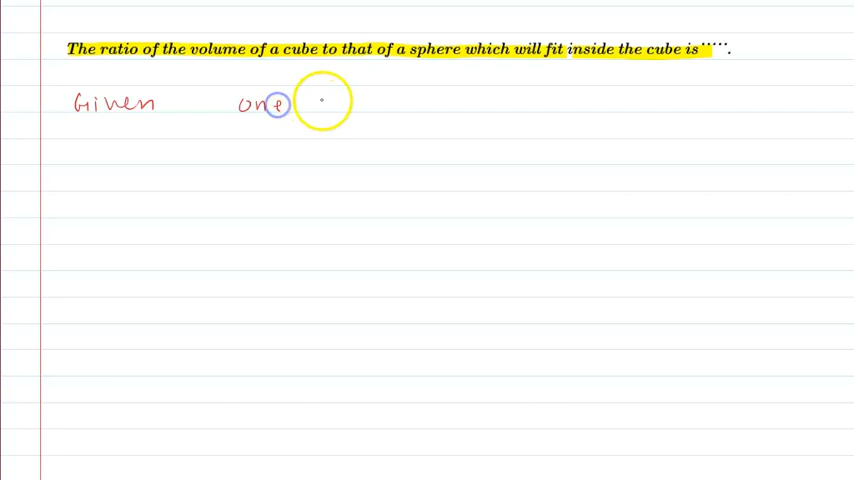 The ratio of the volume of a cube to that of a sphere which will fit inside the cube is .....
Given one